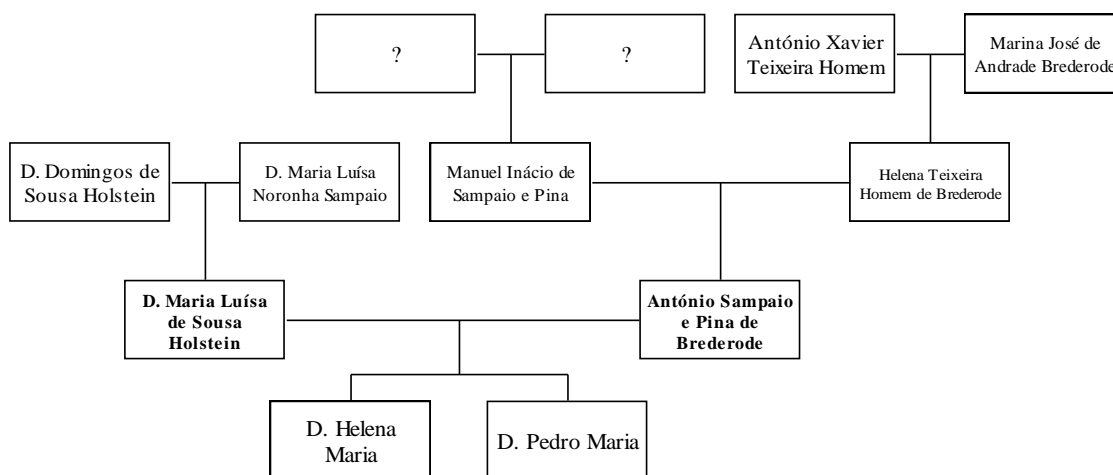 ?
?
António Xavier
Teixeira Homem
Marina José de
Andrade Brederode
D. Domingos de
Sousa Holstein
D. Maria Luísa
Noronha Sampaio
Manuel Inácio de
Sampaio e Pina
Helena Teixeira
Homem de Brederode
D. Maria Luísa
de Sousa
Holstein
António Sampaio
e Pina de
Brederode
D. Helena
Maria
D. Pedro Maria